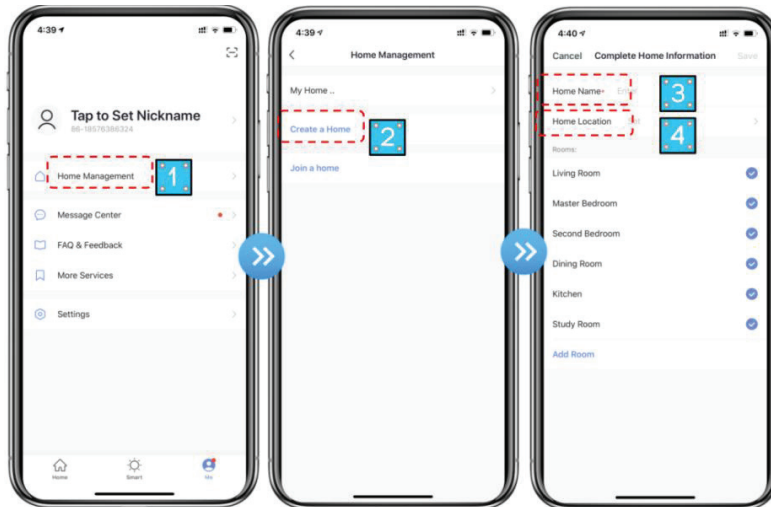 4:39
Tap to Set Nickname
86-18576386324
Home Management
1
Message Center
FAQ & Feedback
More Services
Settings
Home
Smart
Me
4:39
Home Management
My Home ..
Create a Home
2
Join a home
4:40
Cancel Complete Home Information Save
Home Name*
3
Home Location
4
Rooms:
Living Room
Master Bedroom
Second Bedroom
Dining Room
Kitchen
Study Room
Add Room